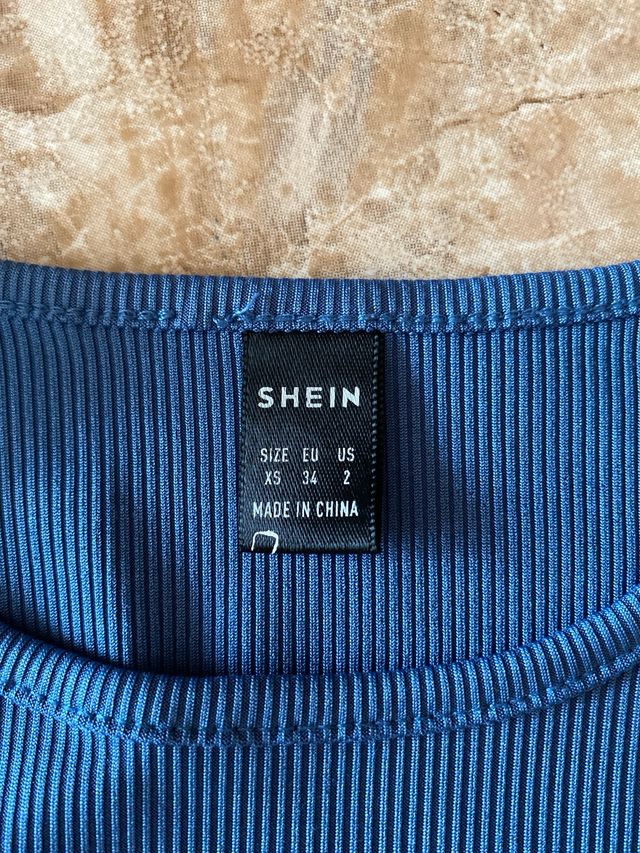 SHEIN
SIZE EU US
XS 34 2
MADE IN CHINA